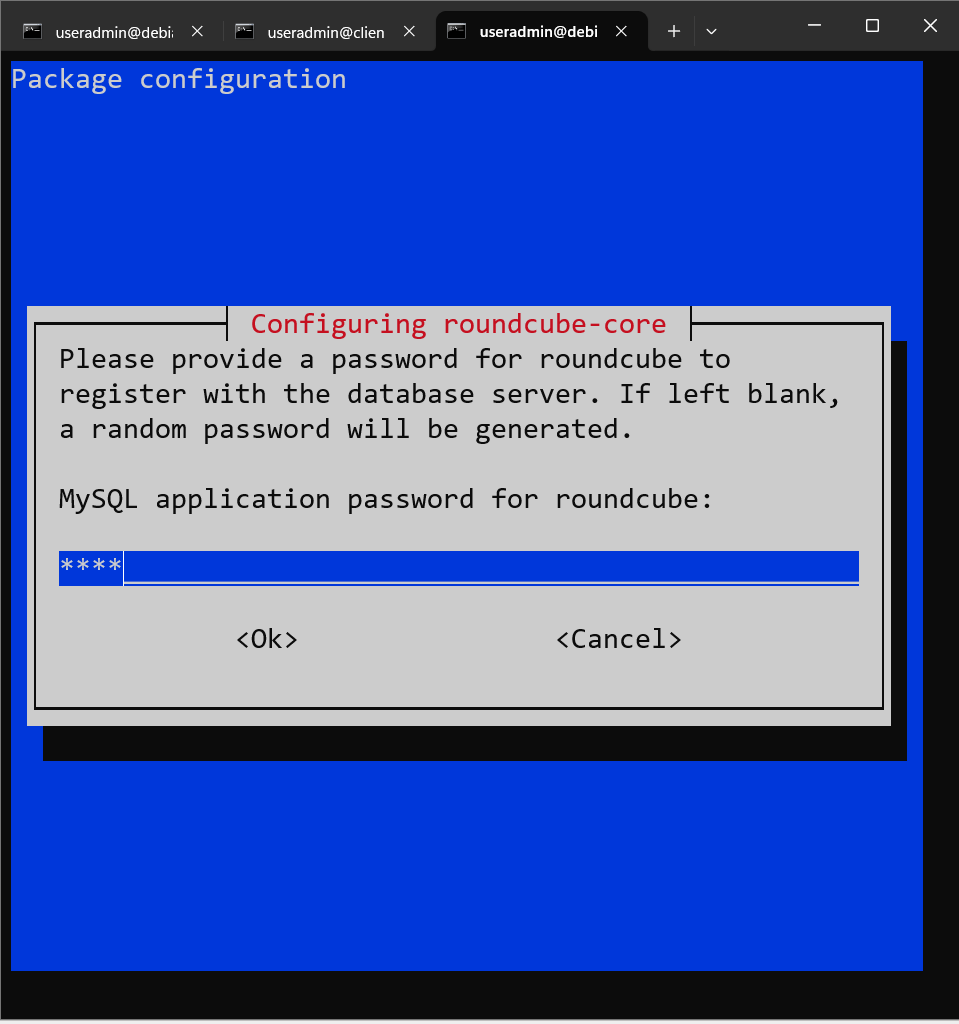 useradmin@debi
useradmin@clien
useradmin@debi
Package configuration
Configuring roundcube-core
Please provide a password for roundcube to
register with the database server. If left blank,
a random password will be generated.
MySQL application password for roundcube:
****
<Ok> <Cancel>